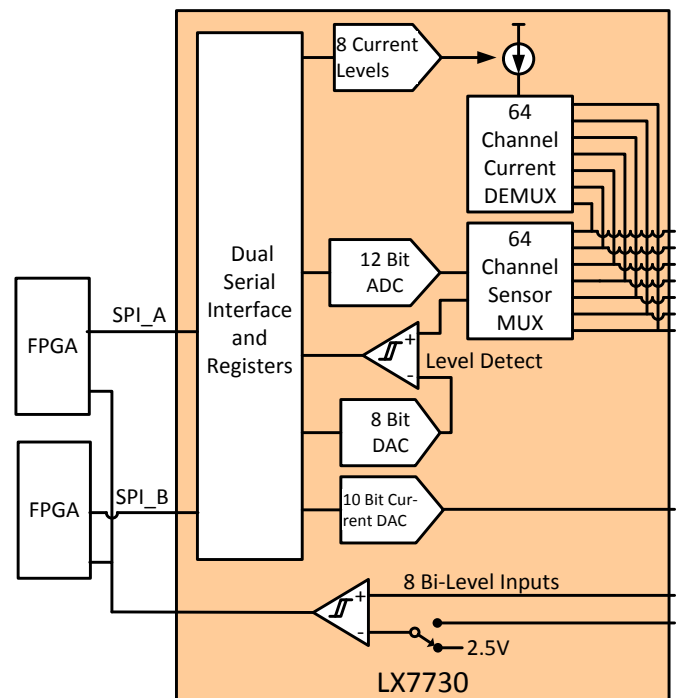 8 Current
Levels
64
Channel
Current
DEMUX
12 Bit
ADC
64
Channel
Sensor
MUX
Dual
Serial
Interface
and
Registers
SPI_A
FPGA
+
-
Level Detect
8 Bit
DAC
SPI_B
FPGA
10 Bit Cur-
rent DAC
8 Bi-Level Inputs
+
-
2.5V
LX7730